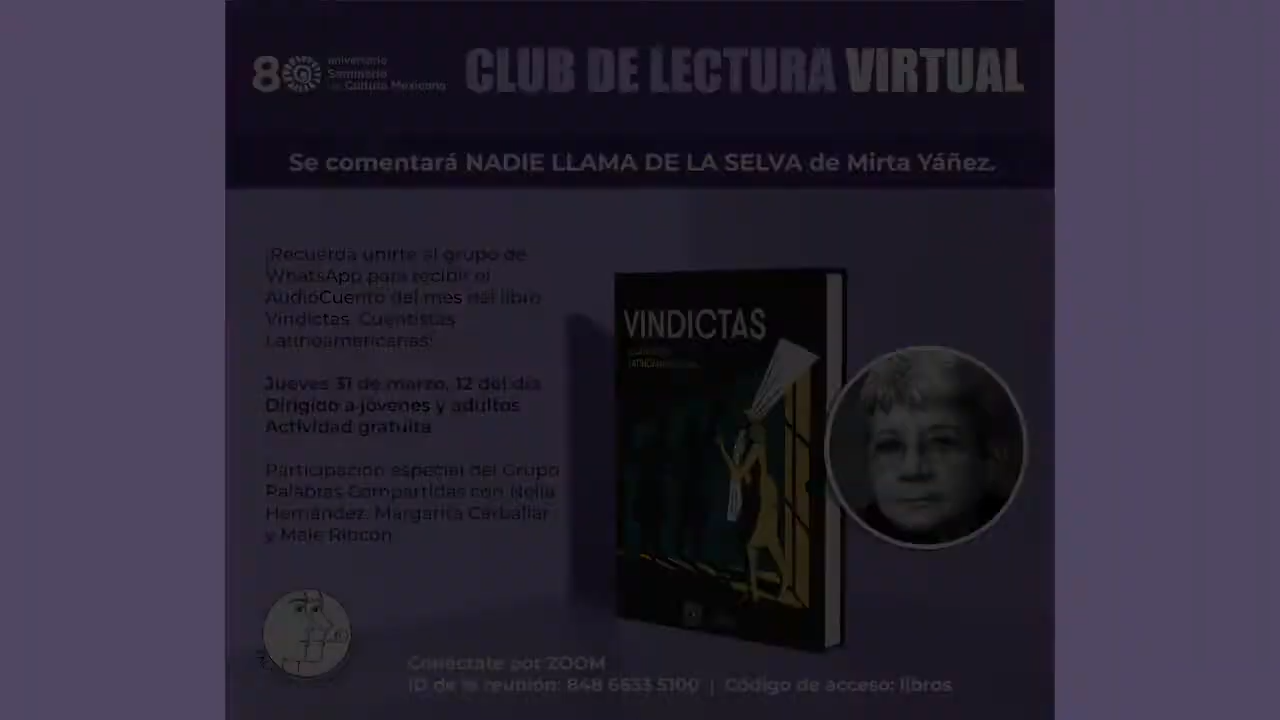 80 aniversario
Seminario
de Cultura Mexicana
CLUB DE LECTURA VIRTUAL
Se comentará NADIE LLAMA DE LA SELVA de Mirta Yáñez.
¡Recuerda unirte al grupo de
WhatsApp para recibir el
AudioCuento del mes del libro
Vindictas. Cuentistas
Latinoamericanas!
Jueves 31 de marzo, 12 del día
Dirigido a jóvenes y adultos
Actividad gratuita
Participación especial del Grupo
Palabras Compartidas con Nelia
Hernández, Margarita Carballar
y Male Rincón
VINDICTAS
Conéctate por ZOOM
ID de la reunión: 848 6633 5100 | Código de acceso: libros